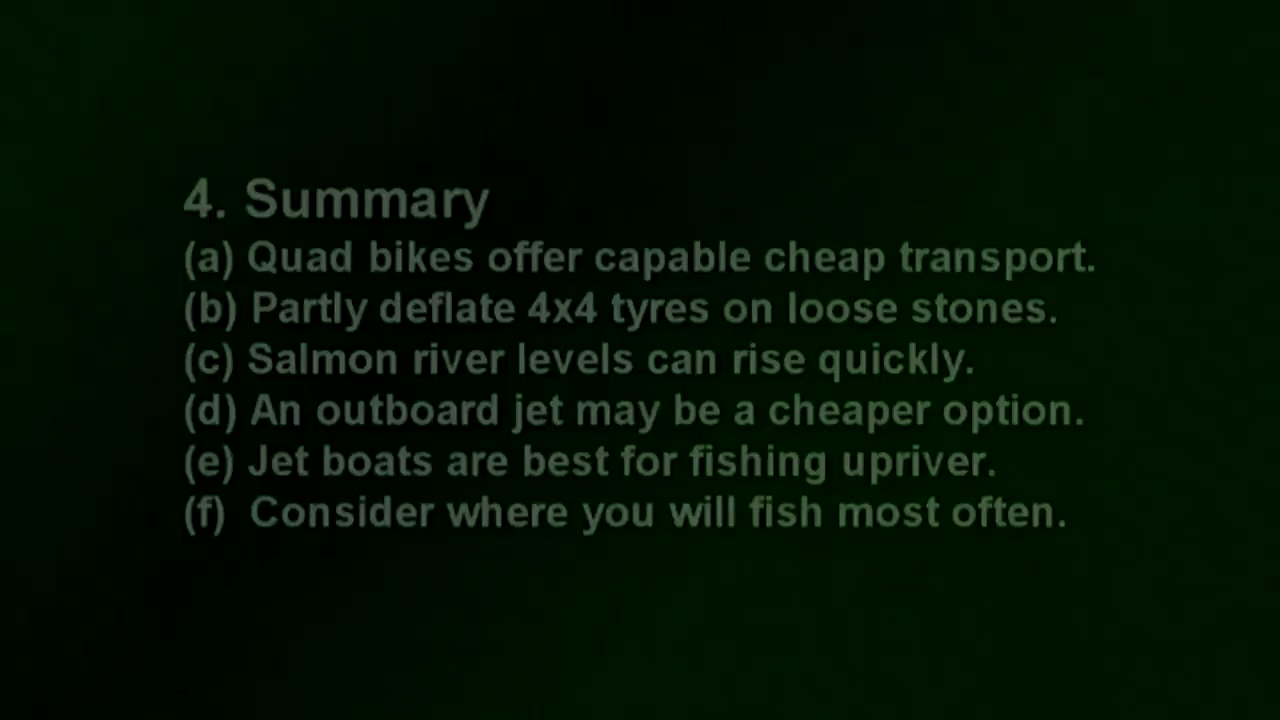 4. Summary
(a) Quad bikes offer capable cheap transport.
(b) Partly deflate 4x4 tyres on loose stones.
(c) Salmon river levels can rise quickly.
(d) An outboard jet may be a cheaper option.
(e) Jet boats are best for fishing upriver.
(f) Consider where you will fish most often.